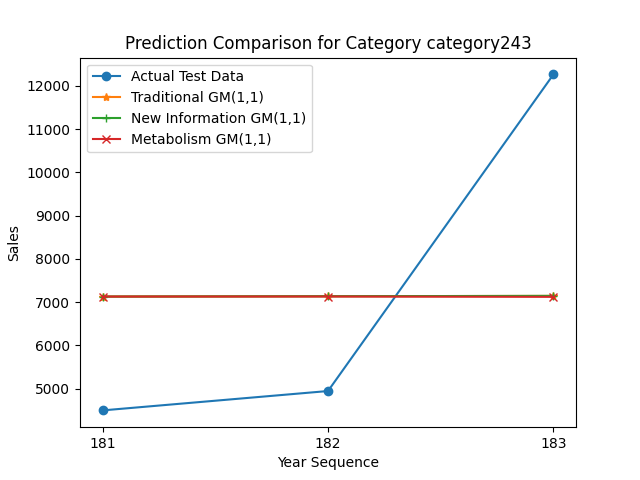 Prediction Comparison for Category category243
Actual Test Data
Traditional GM(1,1)
New Information GM(1,1)
Metabolism GM(1,1)
Sales
12000
11000
10000
9000
8000
7000
6000
5000
181
182
183
Year Sequence